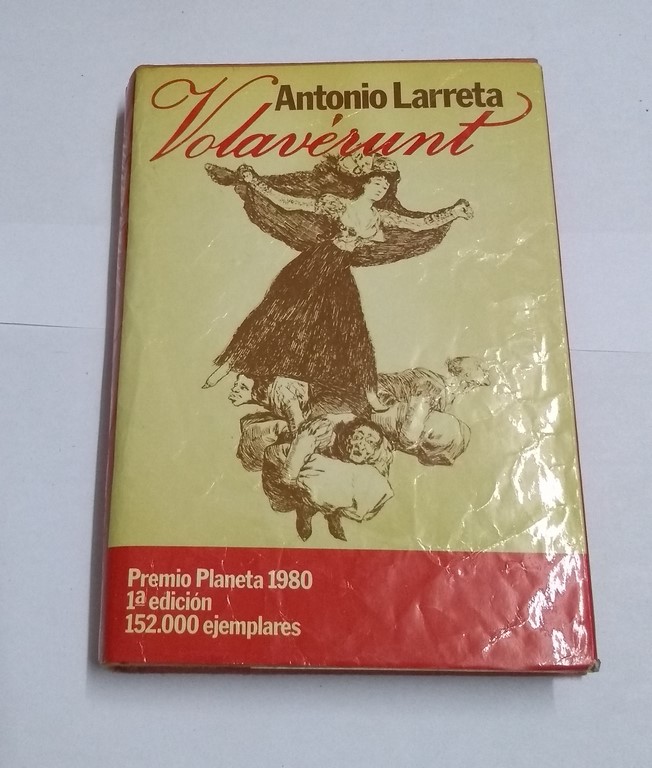 Antonio Larreta
Volavérunt
Premio Planeta 1980
1ª edición
152.000 ejemplares